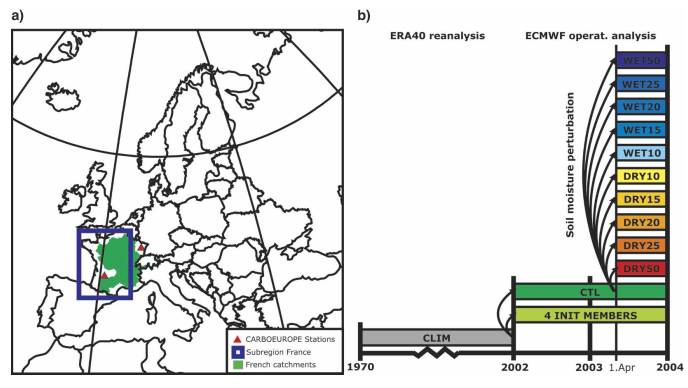 a)
CARBOEUROPE Stations
Subregion France
French catchments
b)
ERA40 reanalysis
ECMWF operat. analysis
Soil moisture perturbation
WET50
WET25
WET20
WET15
WET10
DRY10
DRY15
DRY20
DRY25
DRY50
CTL
4 INIT MEMBERS
CLIM
1970
2002
2003
1.Apr
2004